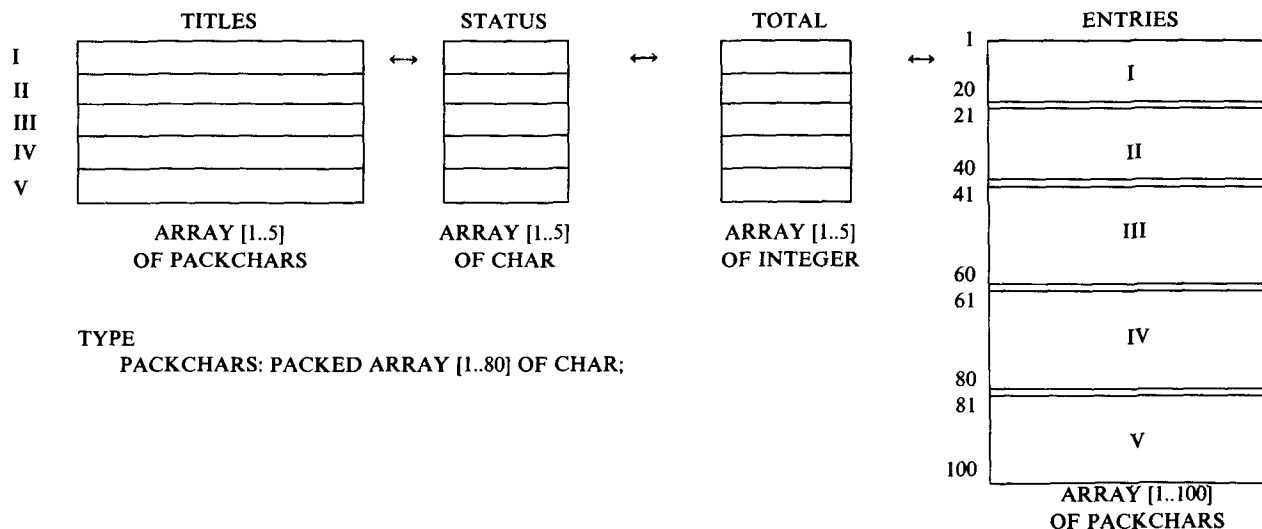 TITLES
STATUS
TOTAL
ENTRIES
I
II
III
IV
V
↔
↔
↔
1
I
20
21
II
40
41
III
60
61
IV
80
81
V
100
ARRAY [1..5]
OF PACKCHARS
ARRAY [1..5]
OF CHAR
ARRAY [1..5]
OF INTEGER
ARRAY [1..100]
OF PACKCHARS
TYPE
PACKCHARS: PACKED ARRAY [1..80] OF CHAR;